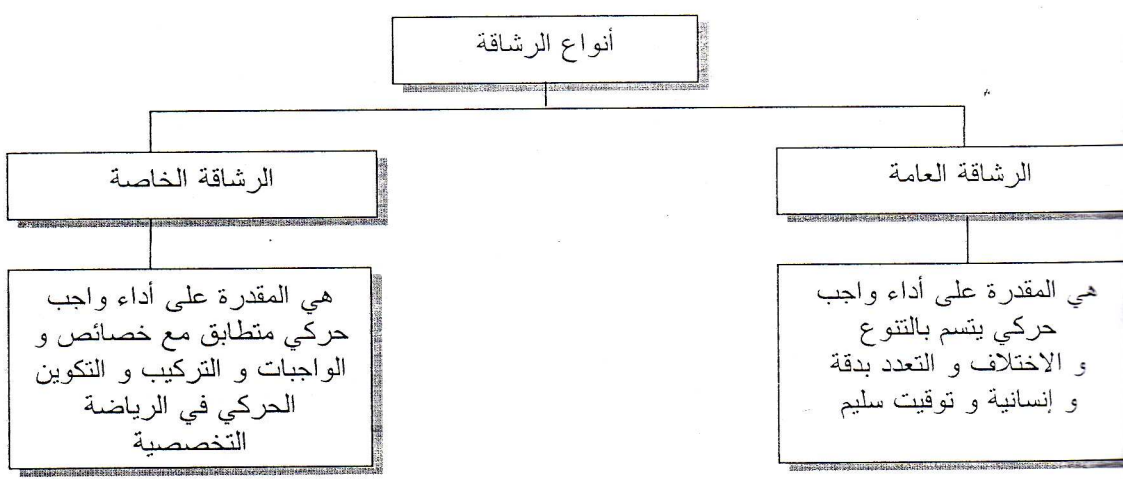 أنواع الرشاقة
الرشاقة العامة
هي المقدرة على أداء واجب
حركي يتسم بالتنوع
و الاختلاف و التعدد بدقة
و إنسانية و توقيت سليم
الرشاقة الخاصة
هي المقدرة على أداء واجب
حركي متطابق مع خصائص و
الواجبات و التركيب و التكوين
الحركي في الرياضة
التخصصية